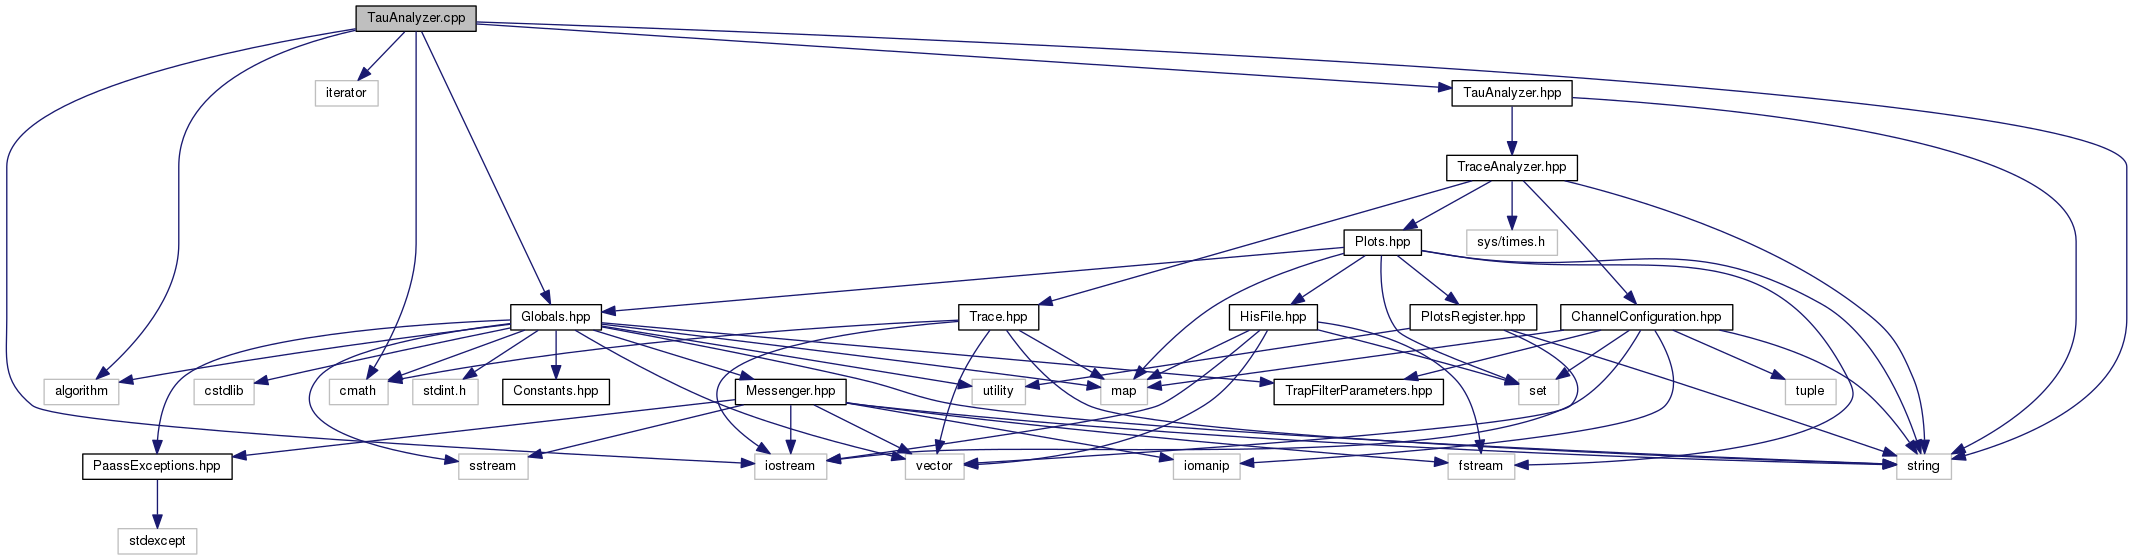 TauAnalyzer.cpp
iterator
TauAnalyzer.hpp
TraceAnalyzer.hpp
Plots.hpp
sys/times.h
Globals.hpp
Trace.hpp
HisFile.hpp
PlotsRegister.hpp
ChannelConfiguration.hpp
algorithm
cstdlib
cmath
stdint.h
Constants.hpp
Messenger.hpp
utility
map
TrapFilterParameters.hpp
set
tuple
PaassExceptions.hpp
sstream
iostream
vector
iomanip
fstream
string
stdexcept